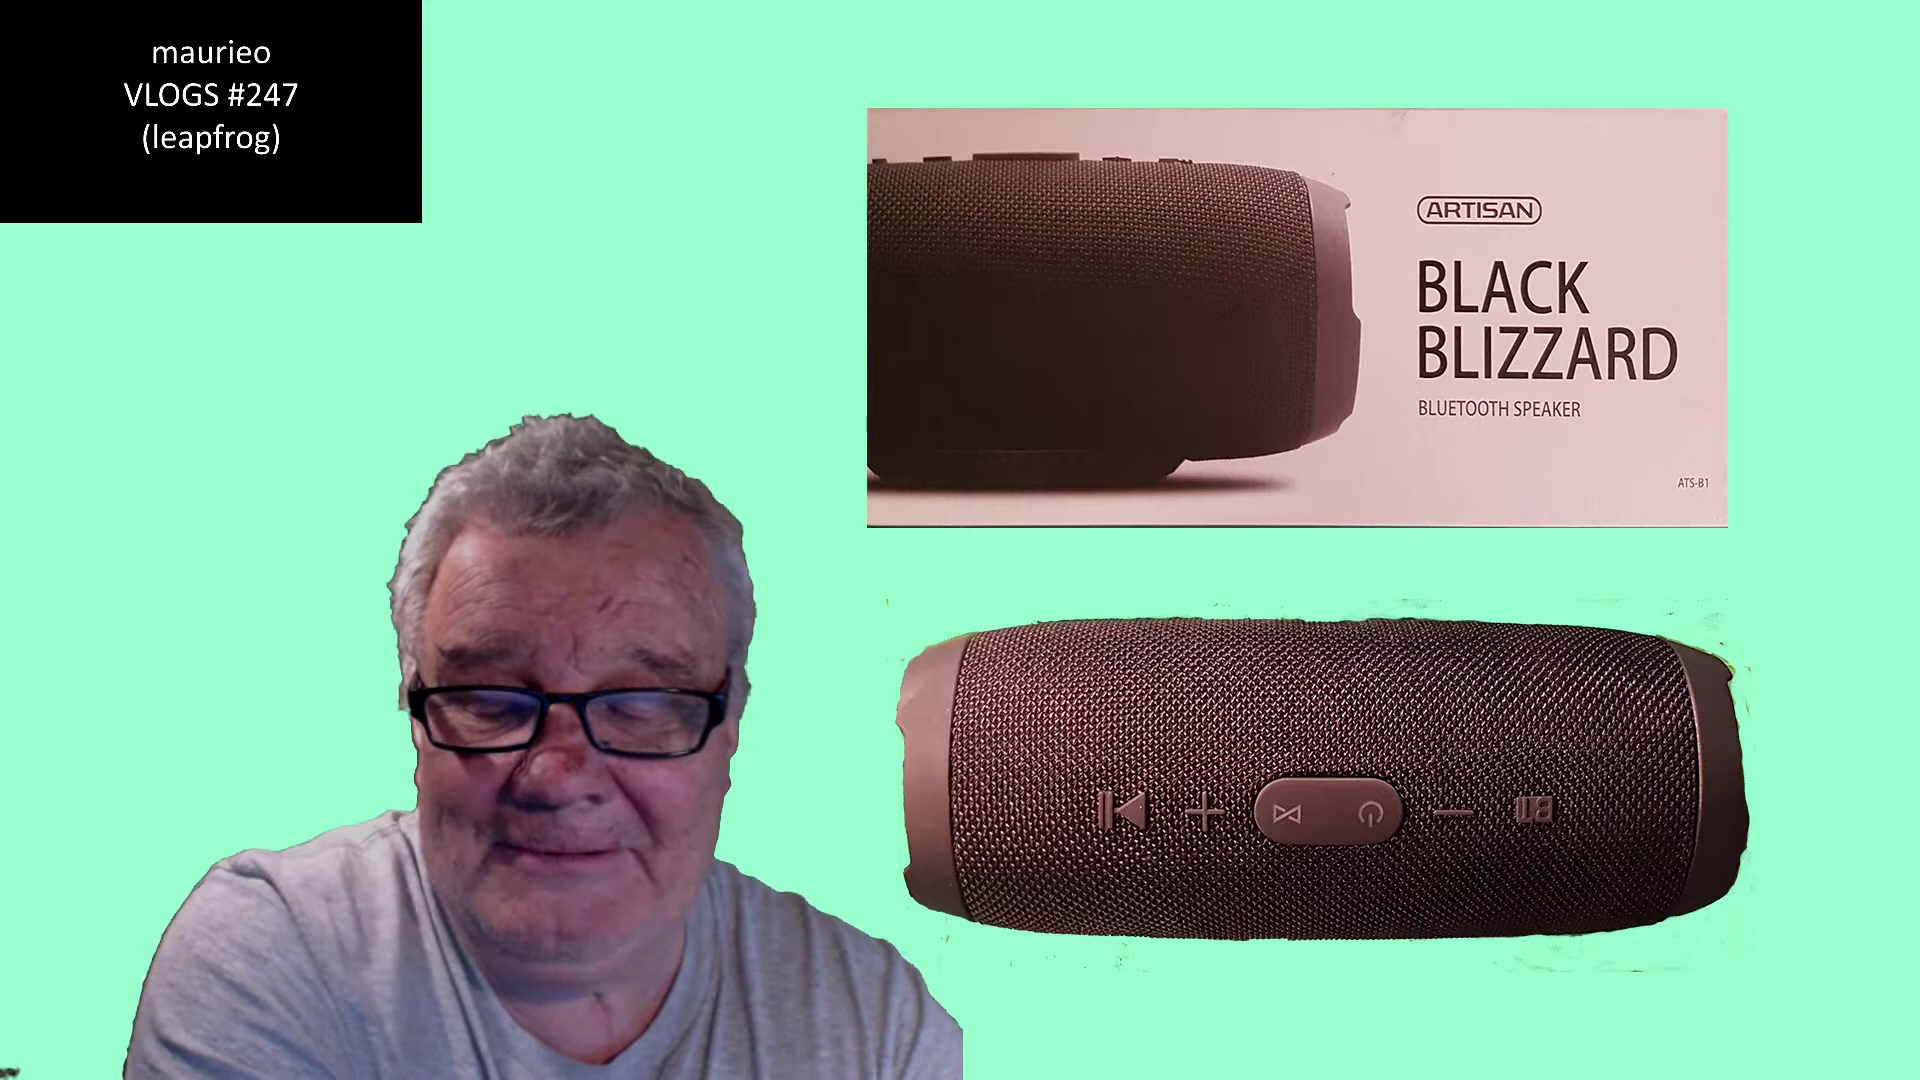 maurieo
VLOGS #247
(leapfrog)
ARTISAN
BLACK
BLIZZARD
BLUETOOTH SPEAKER
ATS-B1